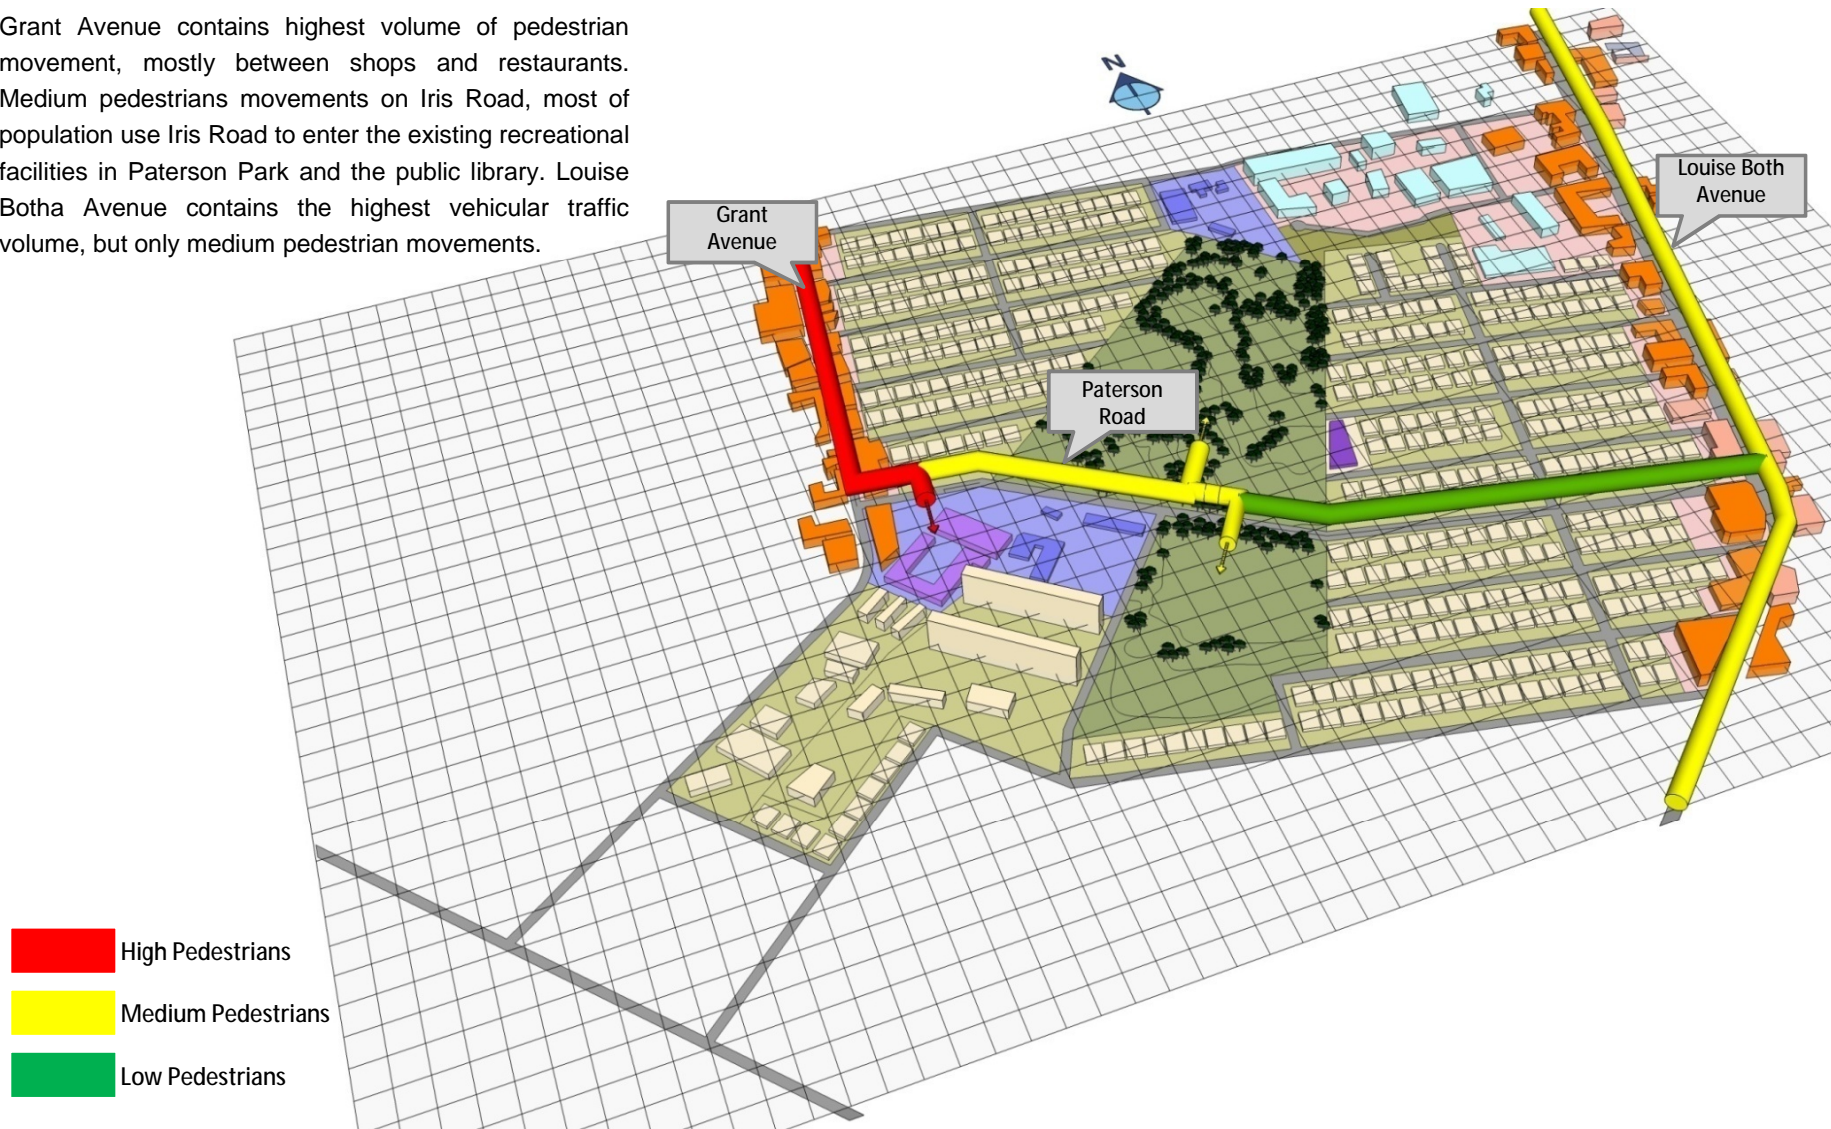 Grant Avenue contains highest volume of pedestrian
movement, mostly between shops and restaurants.
Medium pedestrians movements on Iris Road, most of
population use Iris Road to enter the existing recreational
facilities in Paterson Park and the public library. Louise
Botha Avenue contains the highest vehicular traffic
volume, but only medium pedestrian movements.
N
Louise Both
Avenue
Grant
Avenue
Paterson
Road
High Pedestrians
Medium Pedestrians
Low Pedestrians